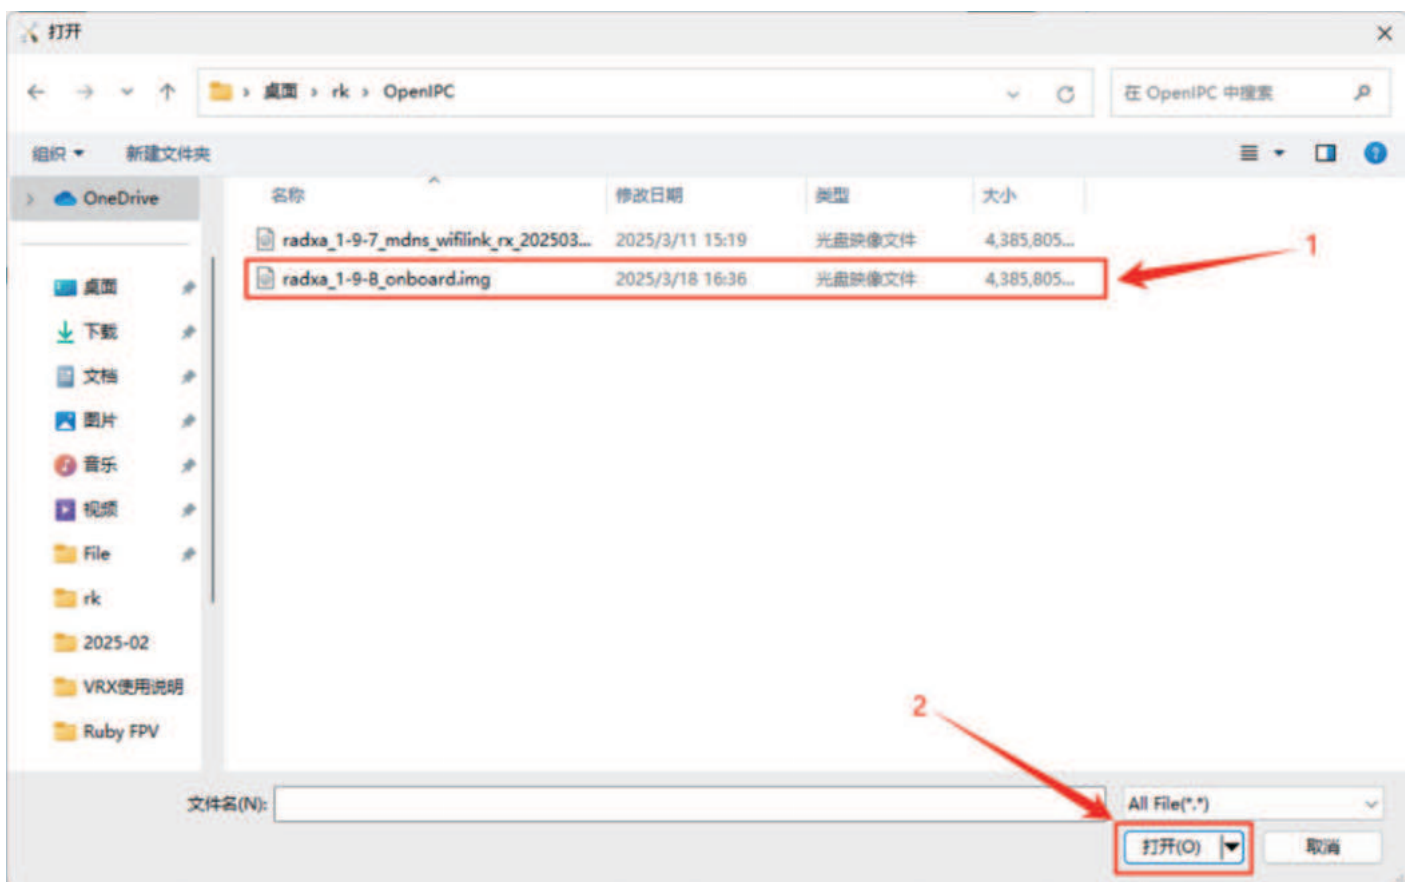 打开
桌面 › rk › OpenIPC
在 OpenIPC 中搜索
组织
新建文件夹
OneDrive
名称
修改日期
类型
大小
radxa_1-9-7_mdns_wifilink_rx_202503... 2025/3/11 15:19 光盘映像文件 4,385,805...
1
radxa_1-9-8_onboard.img 2025/3/18 16:36 光盘映像文件 4,385,805...
桌面
下载
文档
图片
音乐
视频
File
rk
2025-02
VRX使用说明
Ruby FPV
2
文件名(N):
All File(*.*)
打开(O)
取消